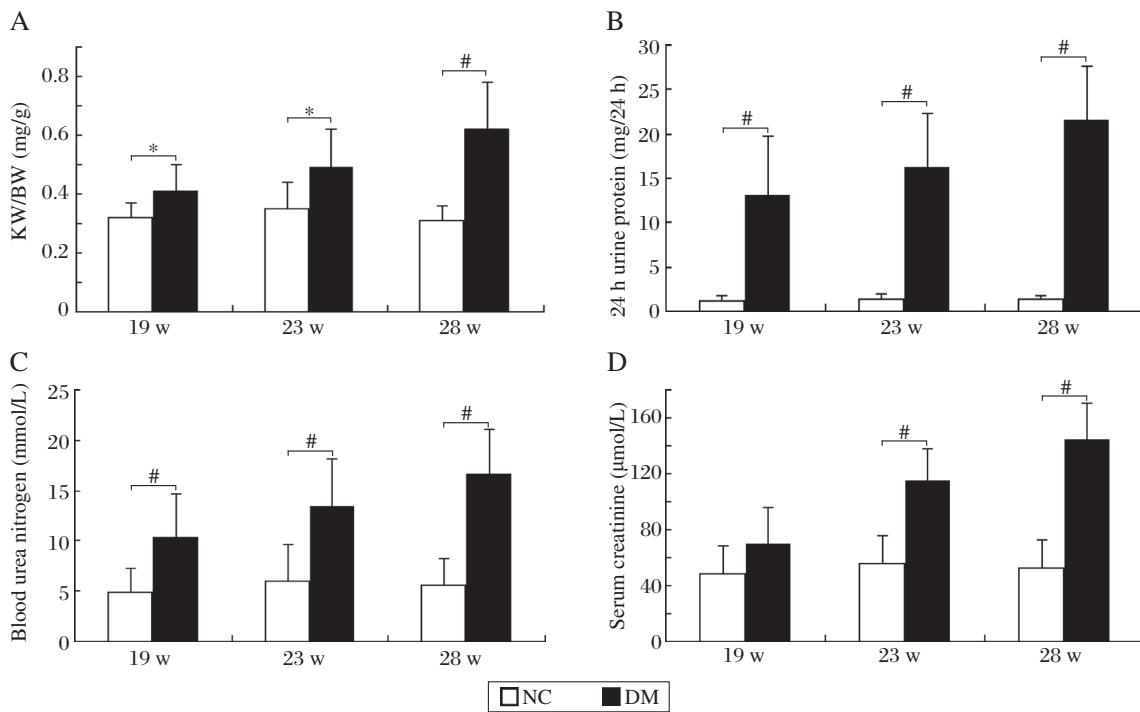 A
KW/BW (mg/g)
0.8
0.6
0.4
0.2
0
*
*
#
19 w
23 w
28 w
B
24 h urine protein (mg/24 h)
30
25
20
15
10
5
0
#
#
#
19 w
23 w
28 w
C
Blood urea nitrogen (mmol/L)
25
20
15
10
5
0
#
#
#
19 w
23 w
28 w
D
Serum creatinine (μmol/L)
160
120
80
40
0
#
#
19 w
23 w
28 w
NC DM